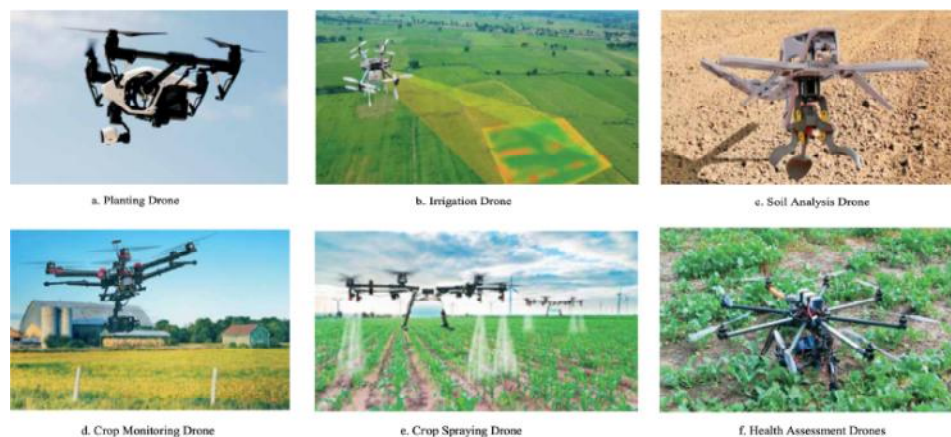 a. Planting Drone
b. Irrigation Drone
c. Soil Analysis Drone
d. Crop Monitoring Drone
e. Crop Spraying Drone
f. Health Assessment Drones